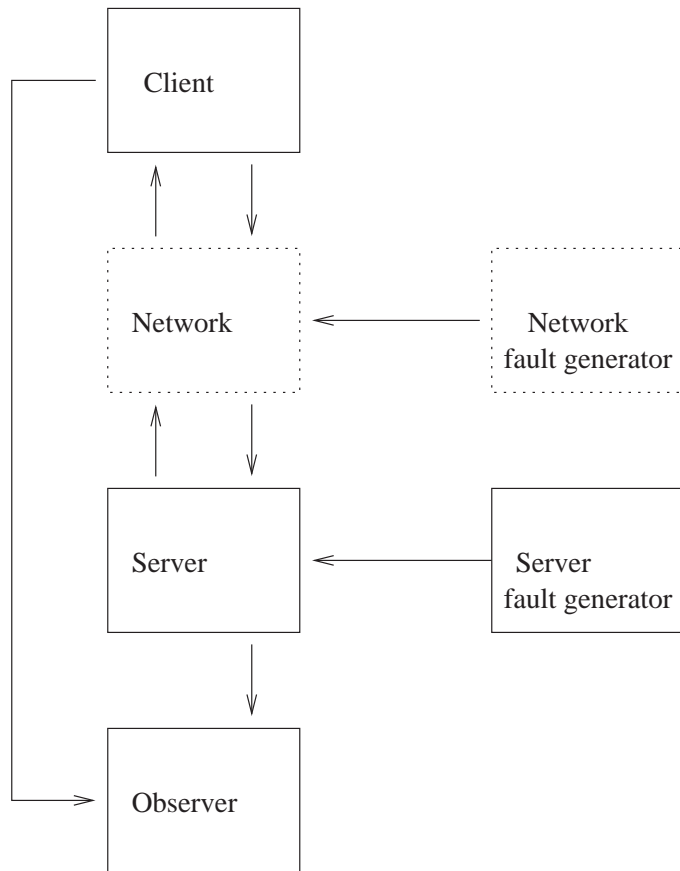 Client
Network
Network
fault generator
Server
Server
fault generator
Observer